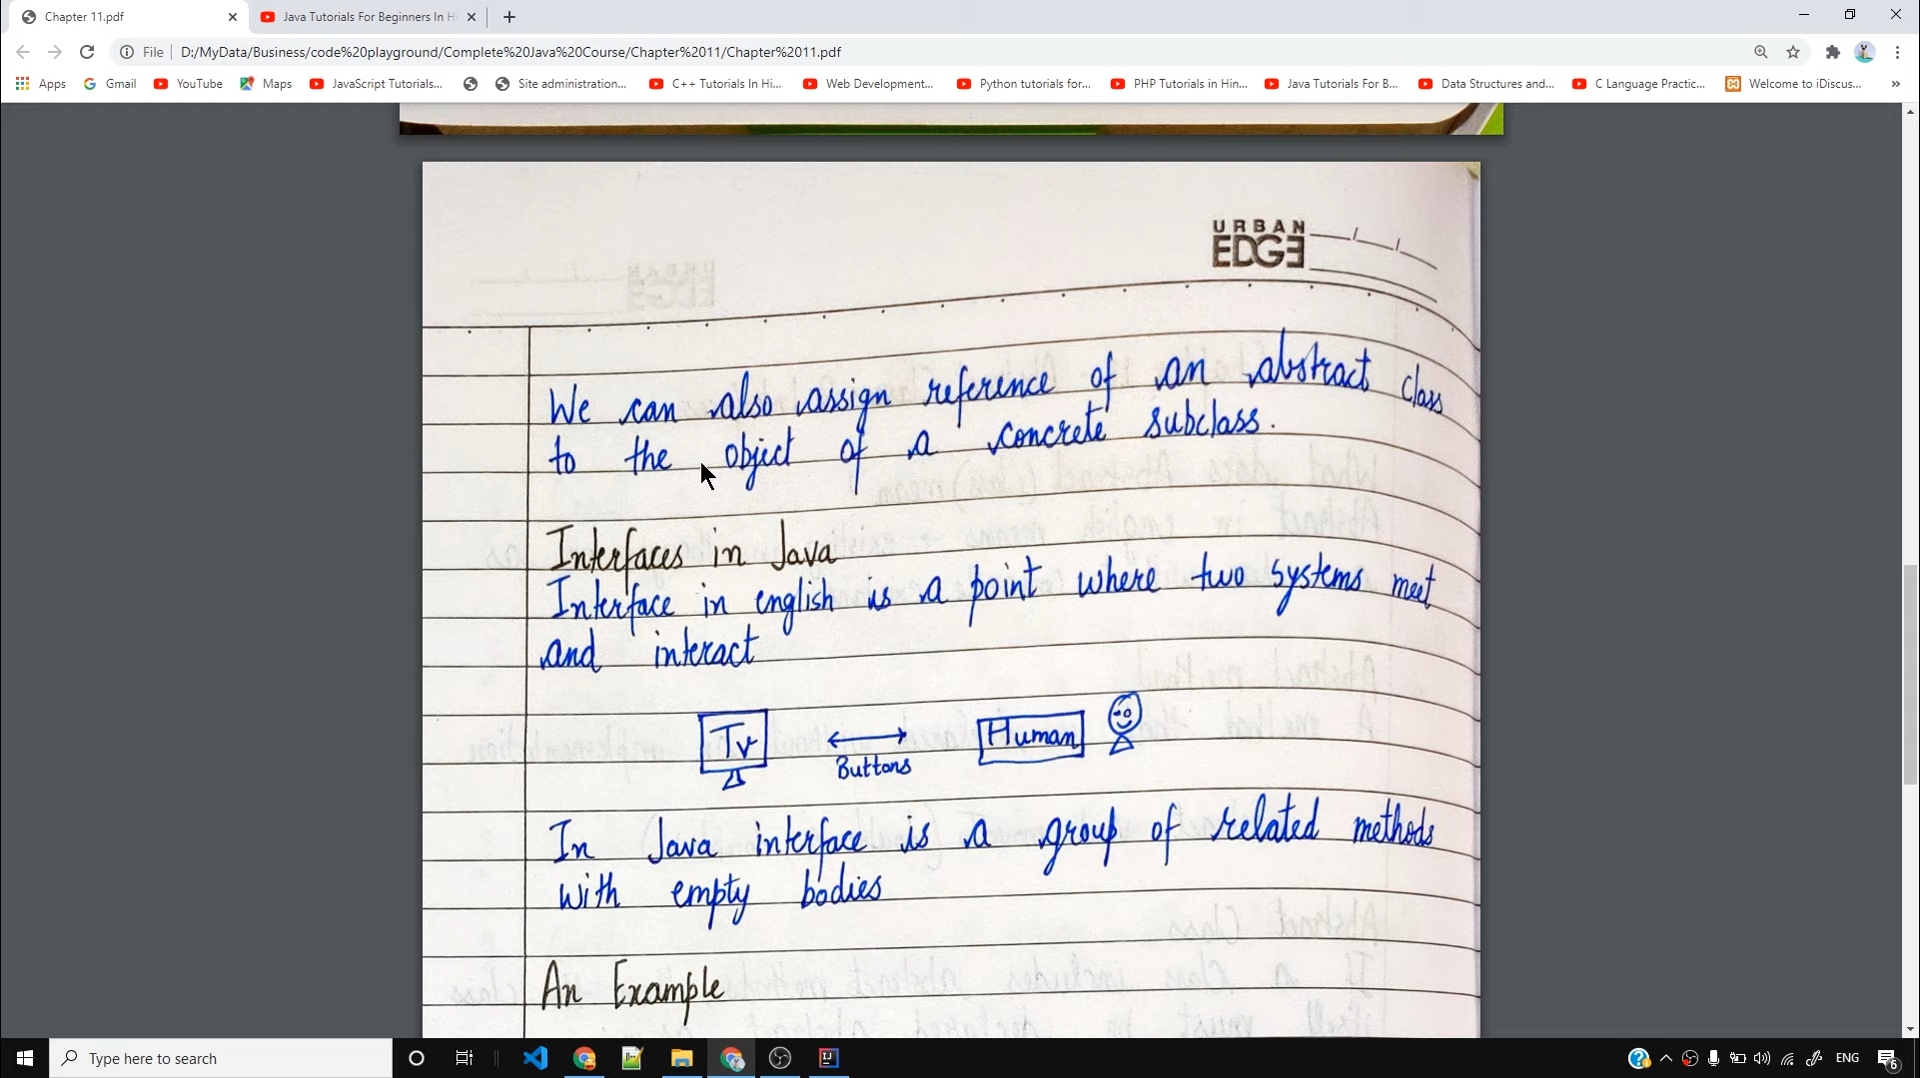 Chapter 11.pdf
Java Tutorials For Beginners In Hi
File
D:/MyData/Business/code%20playground/Complete%20Java%20Course/Chapter%2011/Chapter%2011.pdf
Apps
Gmail
YouTube
Maps
JavaScript Tutorials...
Site administration...
C++ Tutorials In Hi...
Web Development...
Python tutorials for...
PHP Tutorials in Hin...
Java Tutorials For B...
Data Structures and...
C Language Practic...
Welcome to iDiscus...
URBAN
EDGE
We can also assign reference of an abstract class
to the object of a concrete subclass.
Interfaces in Java
Interface in english is a point where two systems meet
and interact
TV
Buttons
Human
In Java interface is a group of related methods
with empty bodies
An Example
Type here to search
ENG
6